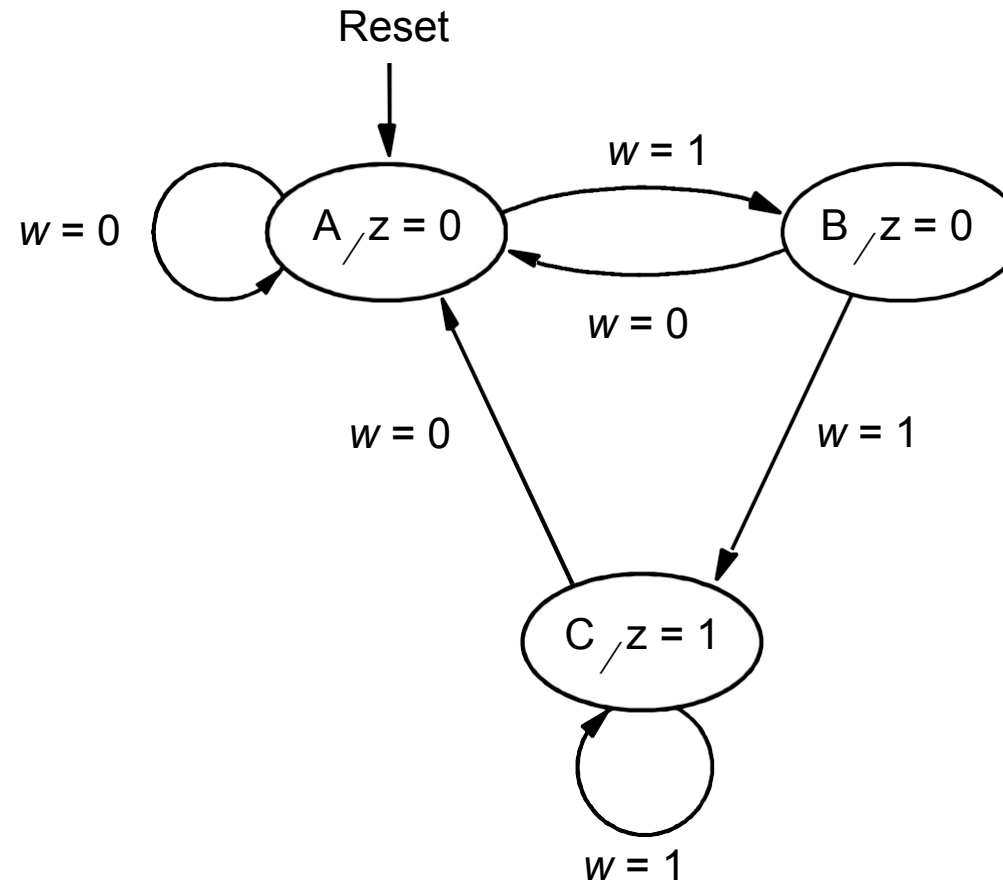 Reset
w = 1
w = 0
A / z = 0
B / z = 0
w = 0
w = 0
w = 1
C / z = 1
w = 1